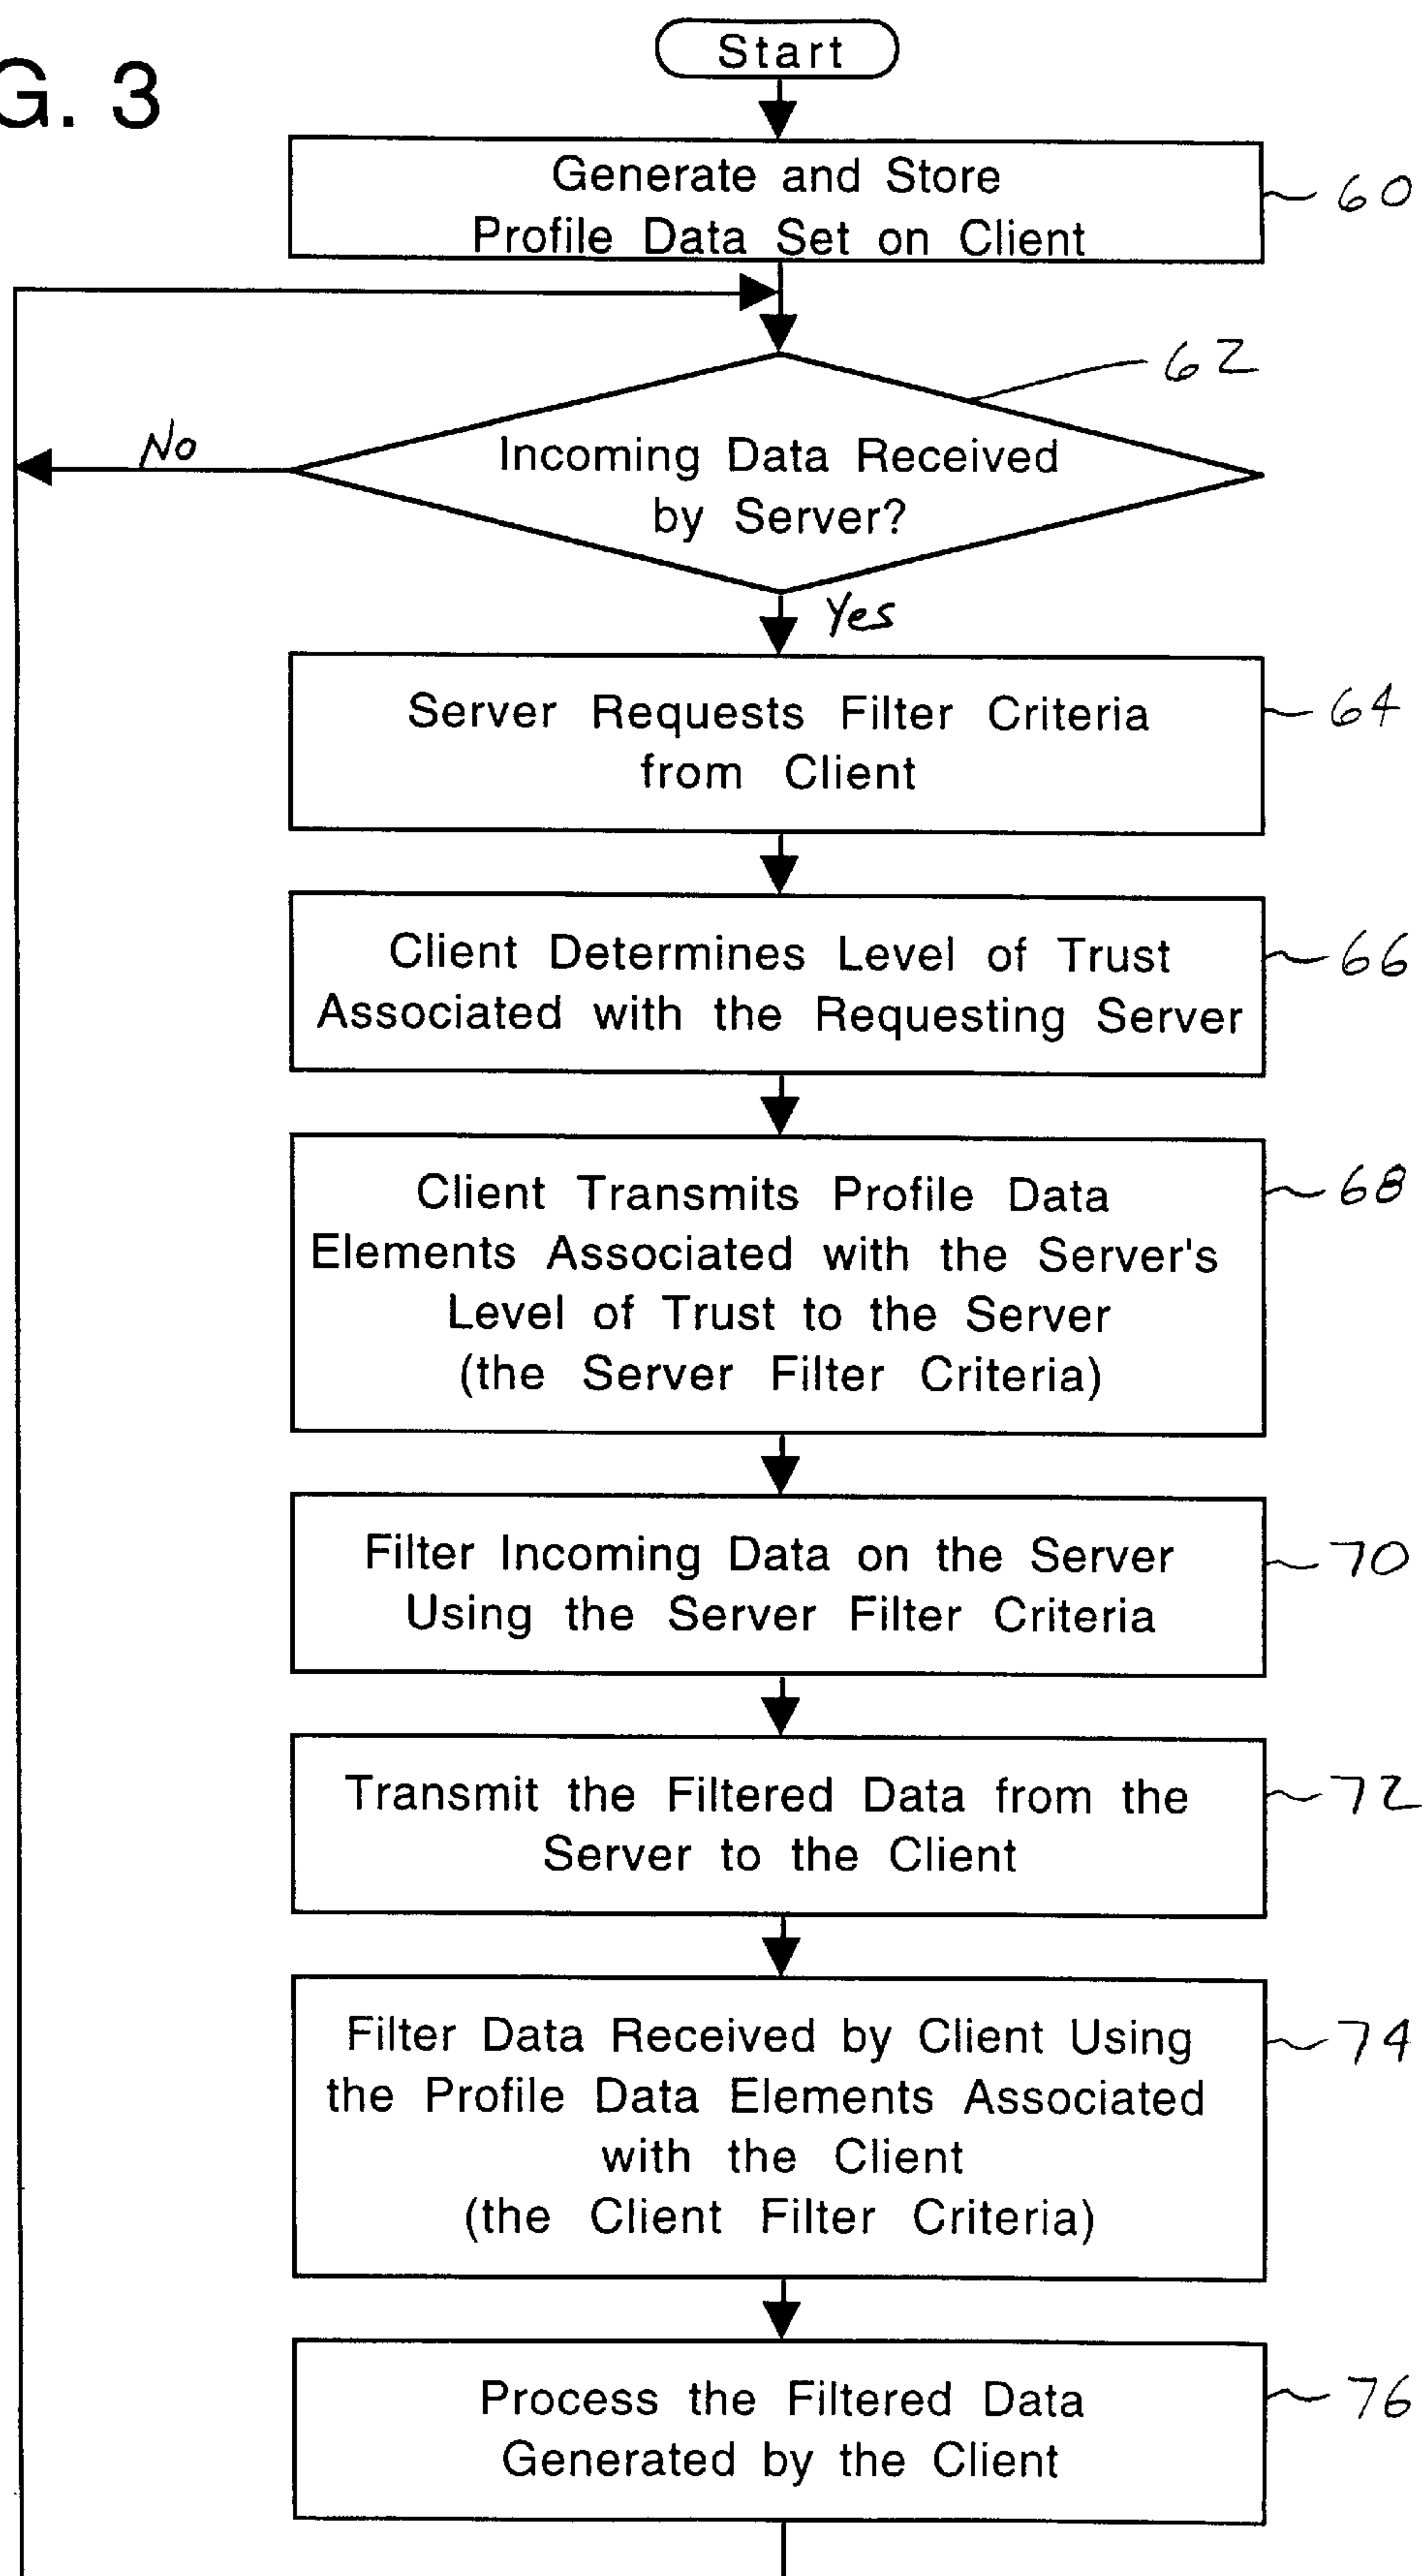 G. 3
Start
Generate and Store
Profile Data Set on Client
60
62
Incoming Data Received
by Server?
No
Yes
Server Requests Filter Criteria
from Client
64
Client Determines Level of Trust
Associated with the Requesting Server
66
Client Transmits Profile Data
Elements Associated with the Server's
Level of Trust to the Server
(the Server Filter Criteria)
68
Filter Incoming Data on the Server
Using the Server Filter Criteria
70
Transmit the Filtered Data from the
Server to the Client
72
Filter Data Received by Client Using
the Profile Data Elements Associated
with the Client
(the Client Filter Criteria)
74
Process the Filtered Data
Generated by the Client
76